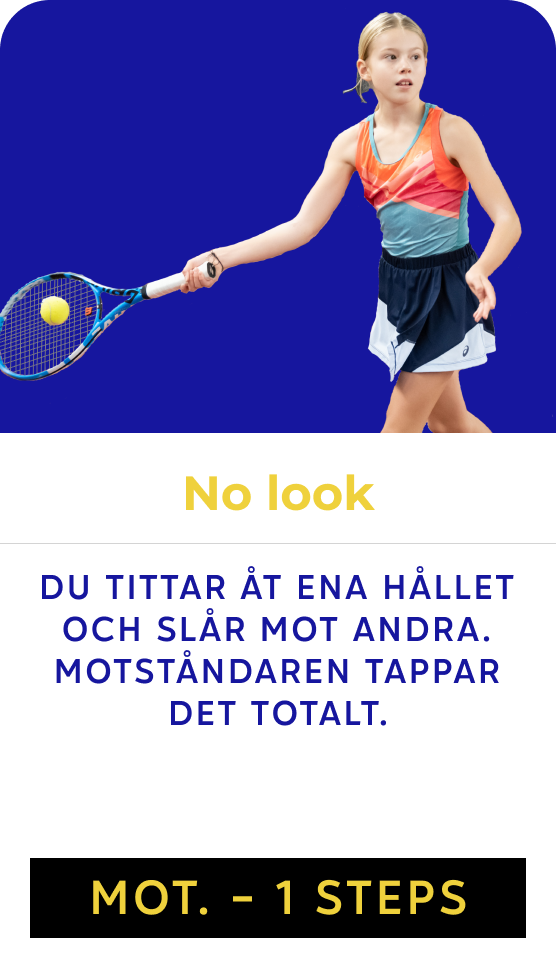 No look
DU TITTAR ÅT ENA HÅLLET
OCH SLÅR MOT ANDRA.
MOTSTÅNDAREN TAPPAR
DET TOTALT.
MOT. - 1 STEPS